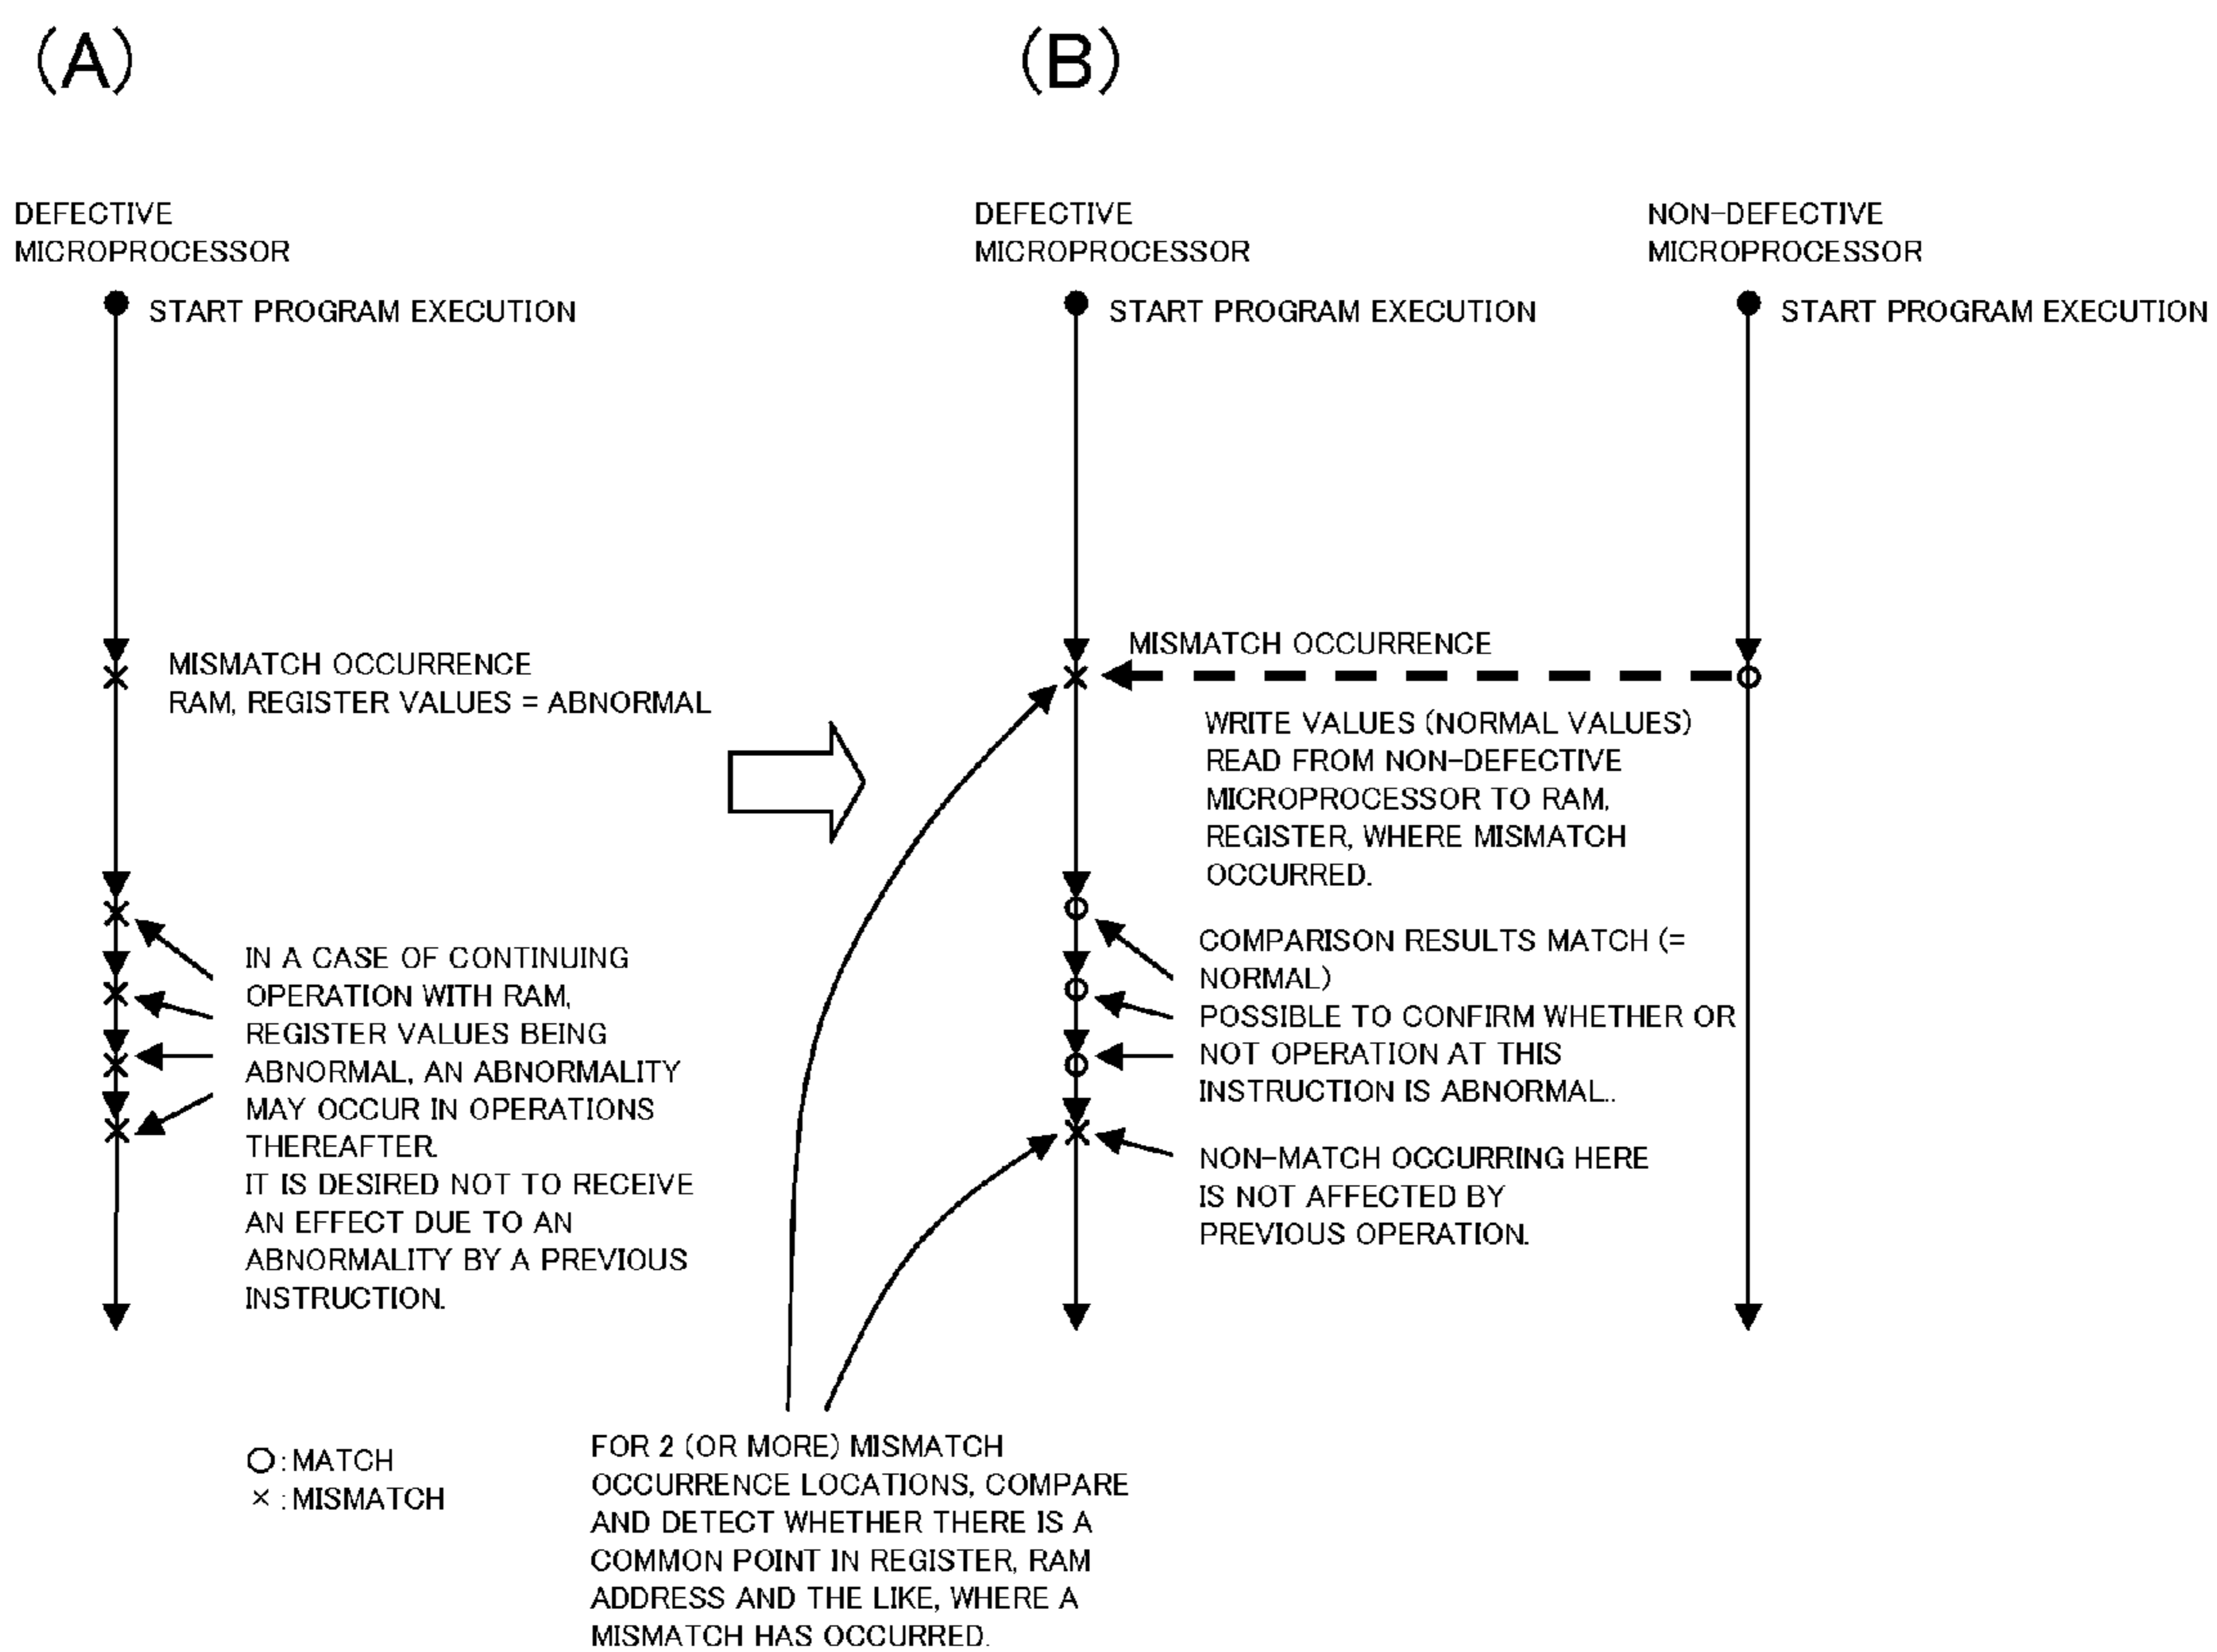 (A)
DEFECTIVE
MICROPROCESSOR
START PROGRAM EXECUTION
MISMATCH OCCURRENCE
RAM, REGISTER VALUES = ABNORMAL
IN A CASE OF CONTINUING
OPERATION WITH RAM,
REGISTER VALUES BEING
ABNORMAL, AN ABNORMALITY
MAY OCCUR IN OPERATIONS
THEREAFTER.
IT IS DESIRED NOT TO RECEIVE
AN EFFECT DUE TO AN
ABNORMALITY BY A PREVIOUS
INSTRUCTION.
(B)
DEFECTIVE
MICROPROCESSOR
START PROGRAM EXECUTION
NON-DEFECTIVE
MICROPROCESSOR
START PROGRAM EXECUTION
MISMATCH OCCURRENCE
WRITE VALUES (NORMAL VALUES)
READ FROM NON-DEFECTIVE
MICROPROCESSOR TO RAM,
REGISTER, WHERE MISMATCH
OCCURRED.
COMPARISON RESULTS MATCH (=
NORMAL)
POSSIBLE TO CONFIRM WHETHER OR
NOT OPERATION AT THIS
INSTRUCTION IS ABNORMAL..
NON-MATCH OCCURRING HERE
IS NOT AFFECTED BY
PREVIOUS OPERATION.
○:MATCH
×:MISMATCH
FOR 2 (OR MORE) MISMATCH
OCCURRENCE LOCATIONS, COMPARE
AND DETECT WHETHER THERE IS A
COMMON POINT IN REGISTER, RAM
ADDRESS AND THE LIKE, WHERE A
MISMATCH HAS OCCURRED.